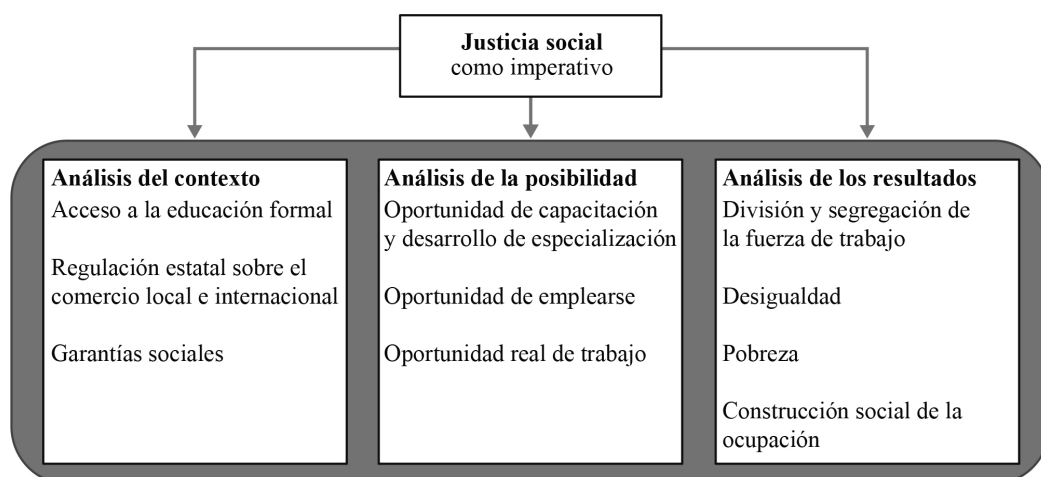 Justicia social
como imperativo
Análisis del contexto
Acceso a la educación formal
Regulación estatal sobre el
comercio local e internacional
Garantías sociales
Análisis de la posibilidad
Oportunidad de capacitación
y desarrollo de especialización
Oportunidad de emplearse
Oportunidad real de trabajo
Análisis de los resultados
División y segregación de
la fuerza de trabajo
Desigualdad
Pobreza
Construcción social de la
ocupación